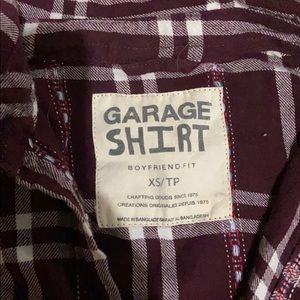 GARAGE
SHIRT
BOYFRIEND FIT
XS/TP
CRAFTING GOODS SINCE 1975
CREATIONS ORIGINALES DEPUIS 1975
MADE IN BANGLADESH/FAIT AU BANGLADESH